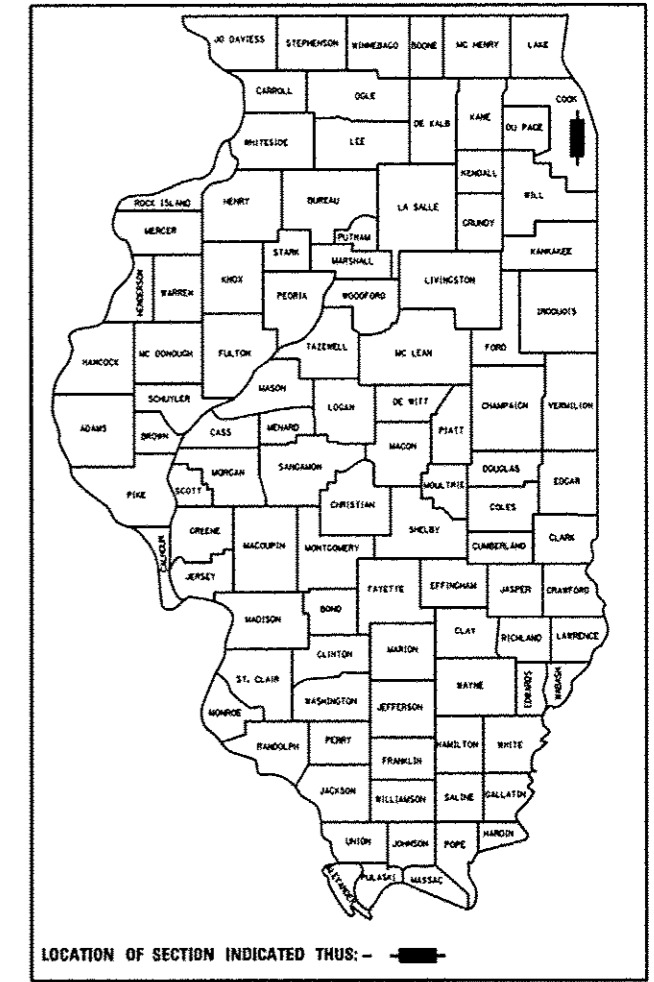 JO DAVIESS STEPHENSON WINNEBAGO BOONE MC HENRY LAKE
CARROLL OGLE DE KALB KANE COOK
DU PAGE
WHITESIDE LEE
KENDALL WILL
ROCK ISLAND HENRY BUREAU LA SALLE GRUNDY
MERCER PUTNAM KANKAKEE
STARK MARSHALL
HENDERSON WARREN KNOX PEORIA WOODFORD LIVINGSTON IROQUOIS
HANCOCK MC DONOUGH FULTON TAZEWELL MC LEAN FORD
SCHUYLER MASON LOGAN DE WITT CHAMPAIGN VERMILION
ADAMS BROWN CASS MENARD MACON PIATT
PIKE SCOTT MORGAN SANGAMON CHRISTIAN MOULTRIE DOUGLAS EDGAR
COLES
CALHOUN GREENE MACOUPIN MONTGOMERY SHELBY CUMBERLAND CLARK
JERSEY FAYETTE EFFINGHAM JASPER CRAWFORD
MADISON BOND
CLAY RICHLAND LAWRENCE
CLINTON MARION
ST. CLAIR WAYNE EDWARDS WABASH
MONROE WASHINGTON JEFFERSON
RANDOLPH PERRY HAMILTON WHITE
FRANKLIN
JACKSON WILLIAMSON SALINE GALLATIN
UNION JOHNSON POPE HARDIN
ALEXANDER PULASKI MASSAC
LOCATION OF SECTION INDICATED THUS: -